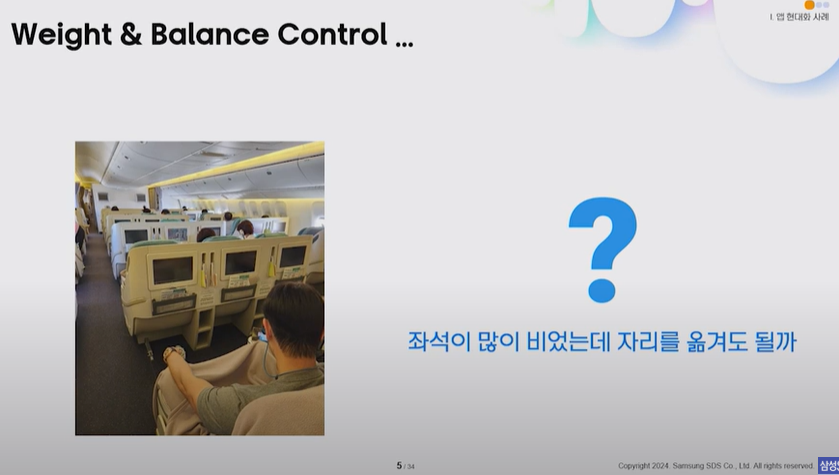 I. 앱 현대화 사례
Weight & Balance Control ...
?
좌석이 많이 비었는데 자리를 옮겨도 될까
5 / 34
Copyright 2024. Samsung SDS Co., Ltd. All rights reserved
삼성